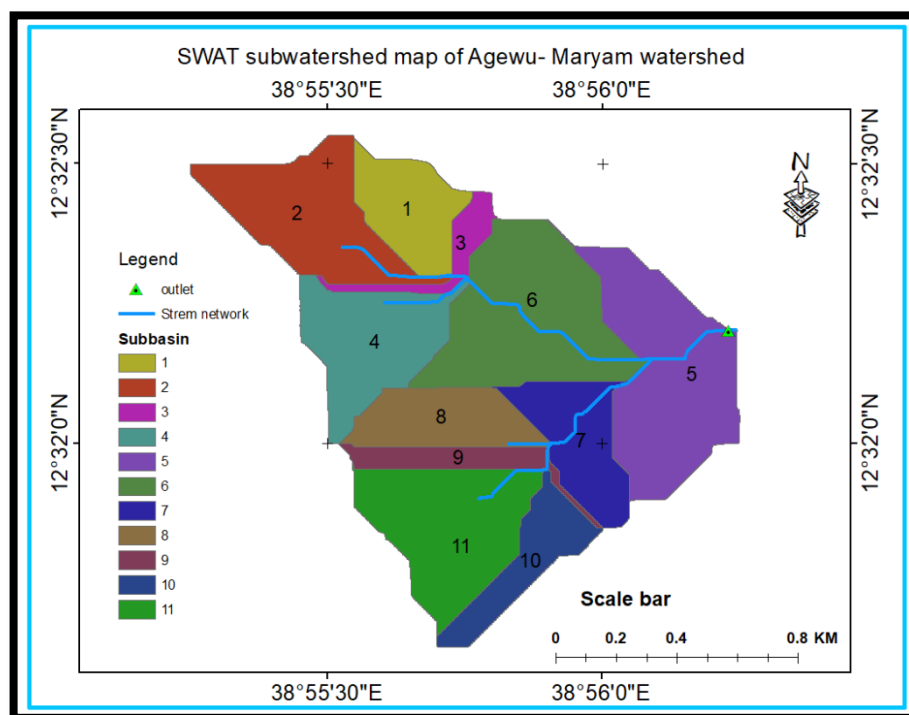 SWAT subwatershed map of Agewu- Maryam watershed
38°55'30"E 38°56'0"E
12°32'30"N 12°32'30"N
N
2 1
3
Legend
outlet
Strem network
6
4
5
Subbasin
1
2
3
4
5
6
7
8
9
10
11
8
7
9
11
10
12°32'0"N 12°32'0"N
Scale bar
0 0.2 0.4 0.8 KM
38°55'30"E 38°56'0"E